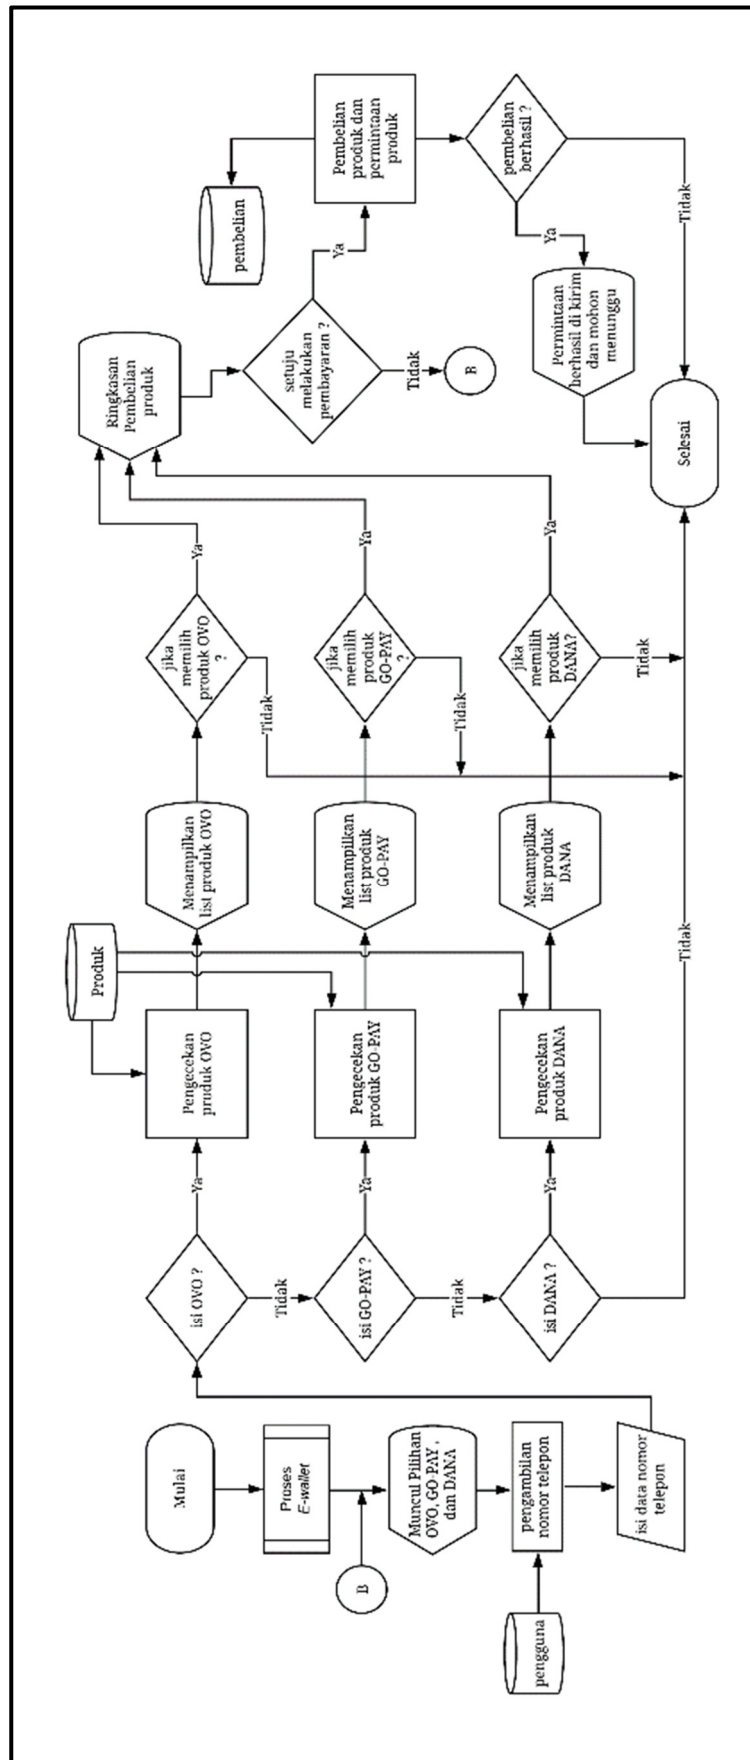 Mulai
Proses
E-wallet
B
Muncul Pilihan
OVO, GO-PAY ,
dan DANA
pengguna
pengambilan
nomor telepon
isi data nomor
telepon
isi OVO ?
Ya
Tidak
isi GO-PAY ?
Ya
Tidak
isi DANA ?
Ya
Tidak
Produk
Pengecekan
produk OVO
Pengecekan
produk GO-PAY
Pengecekan
produk DANA
Menampilkan
list produk OVO
Menampilkan
list produk
GO-PAY
Menampilkan
list produk
DANA
jika
memilih
produk OVO
?
Ya
Tidak
jika
memilih
produk
GO-PAY
?
Ya
Tidak
jika
memilih
produk
DANA?
Ya
Tidak
Ringkasan
Pembelian
produk
setuju
melakukan
pembayaran ?
Ya
Tidak
B
pembelian
Pembelian
produk dan
permintaan
produk
pembelian
berhasil ?
Ya
Tidak
Permintaan
berhasil di kirim
dan mohon
menunggu
Selesai